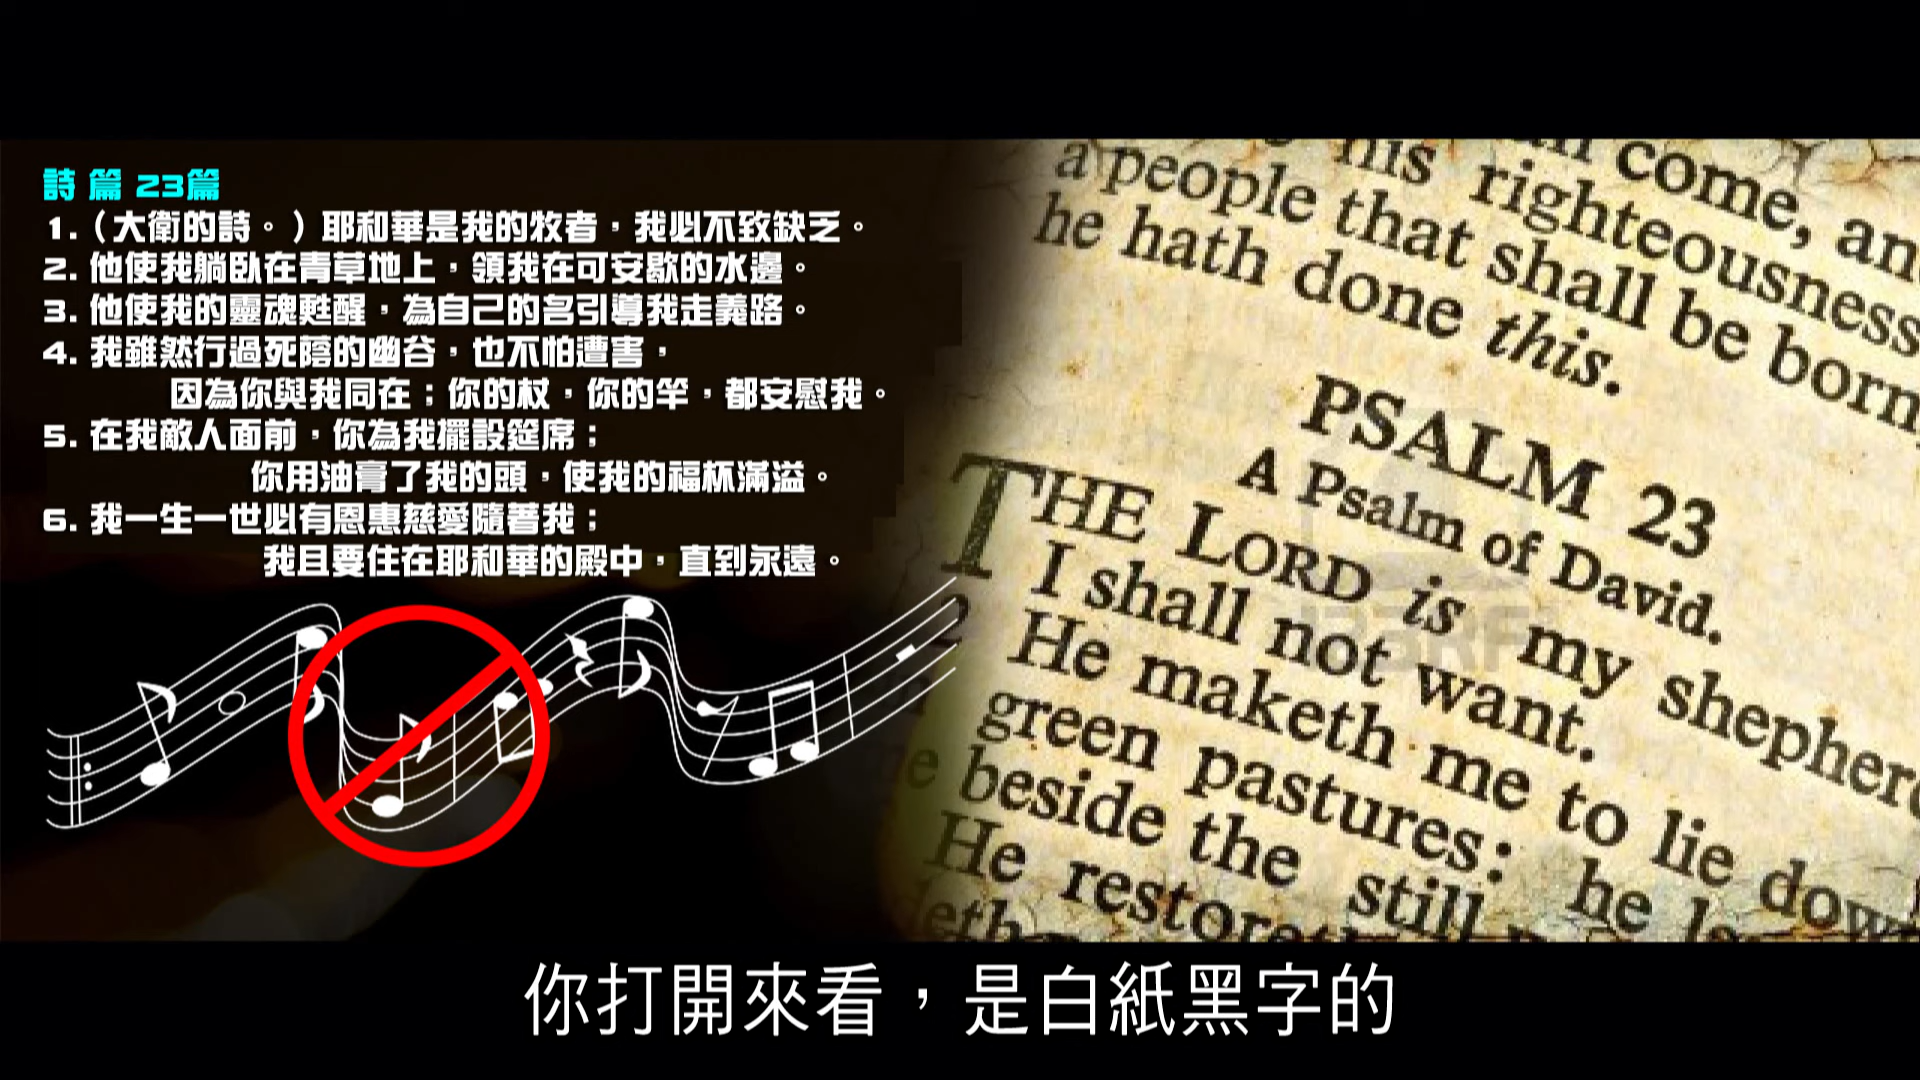 詩 篇 23篇
1.（大衛的詩。）耶和華是我的牧者，我必不致缺乏。
2. 他使我躺臥在青草地上，領我在可安歇的水邊。
3. 他使我的靈魂甦醒，為自己的名引導我走義路。
4. 我雖然行過死蔭的幽谷，也不怕遭害，
因為你與我同在；你的杖，你的竿，都安慰我。
5. 在我敵人面前，你為我擺設筵席；
你用油膏了我的頭，使我的福杯滿溢。
6. 我一生一世必有恩惠慈愛隨著我；
我且要住在耶和華的殿中，直到永遠。
come, an
his righteousness
a people that shall be born,
he hath done this.
PSALM 23
A Psalm of David.
THE LORD is my shepher
I shall not want.
2 He maketh me to lie dow
green pastures: he le
beside the still
He restoret
eth
你打開來看，是白紙黑字的